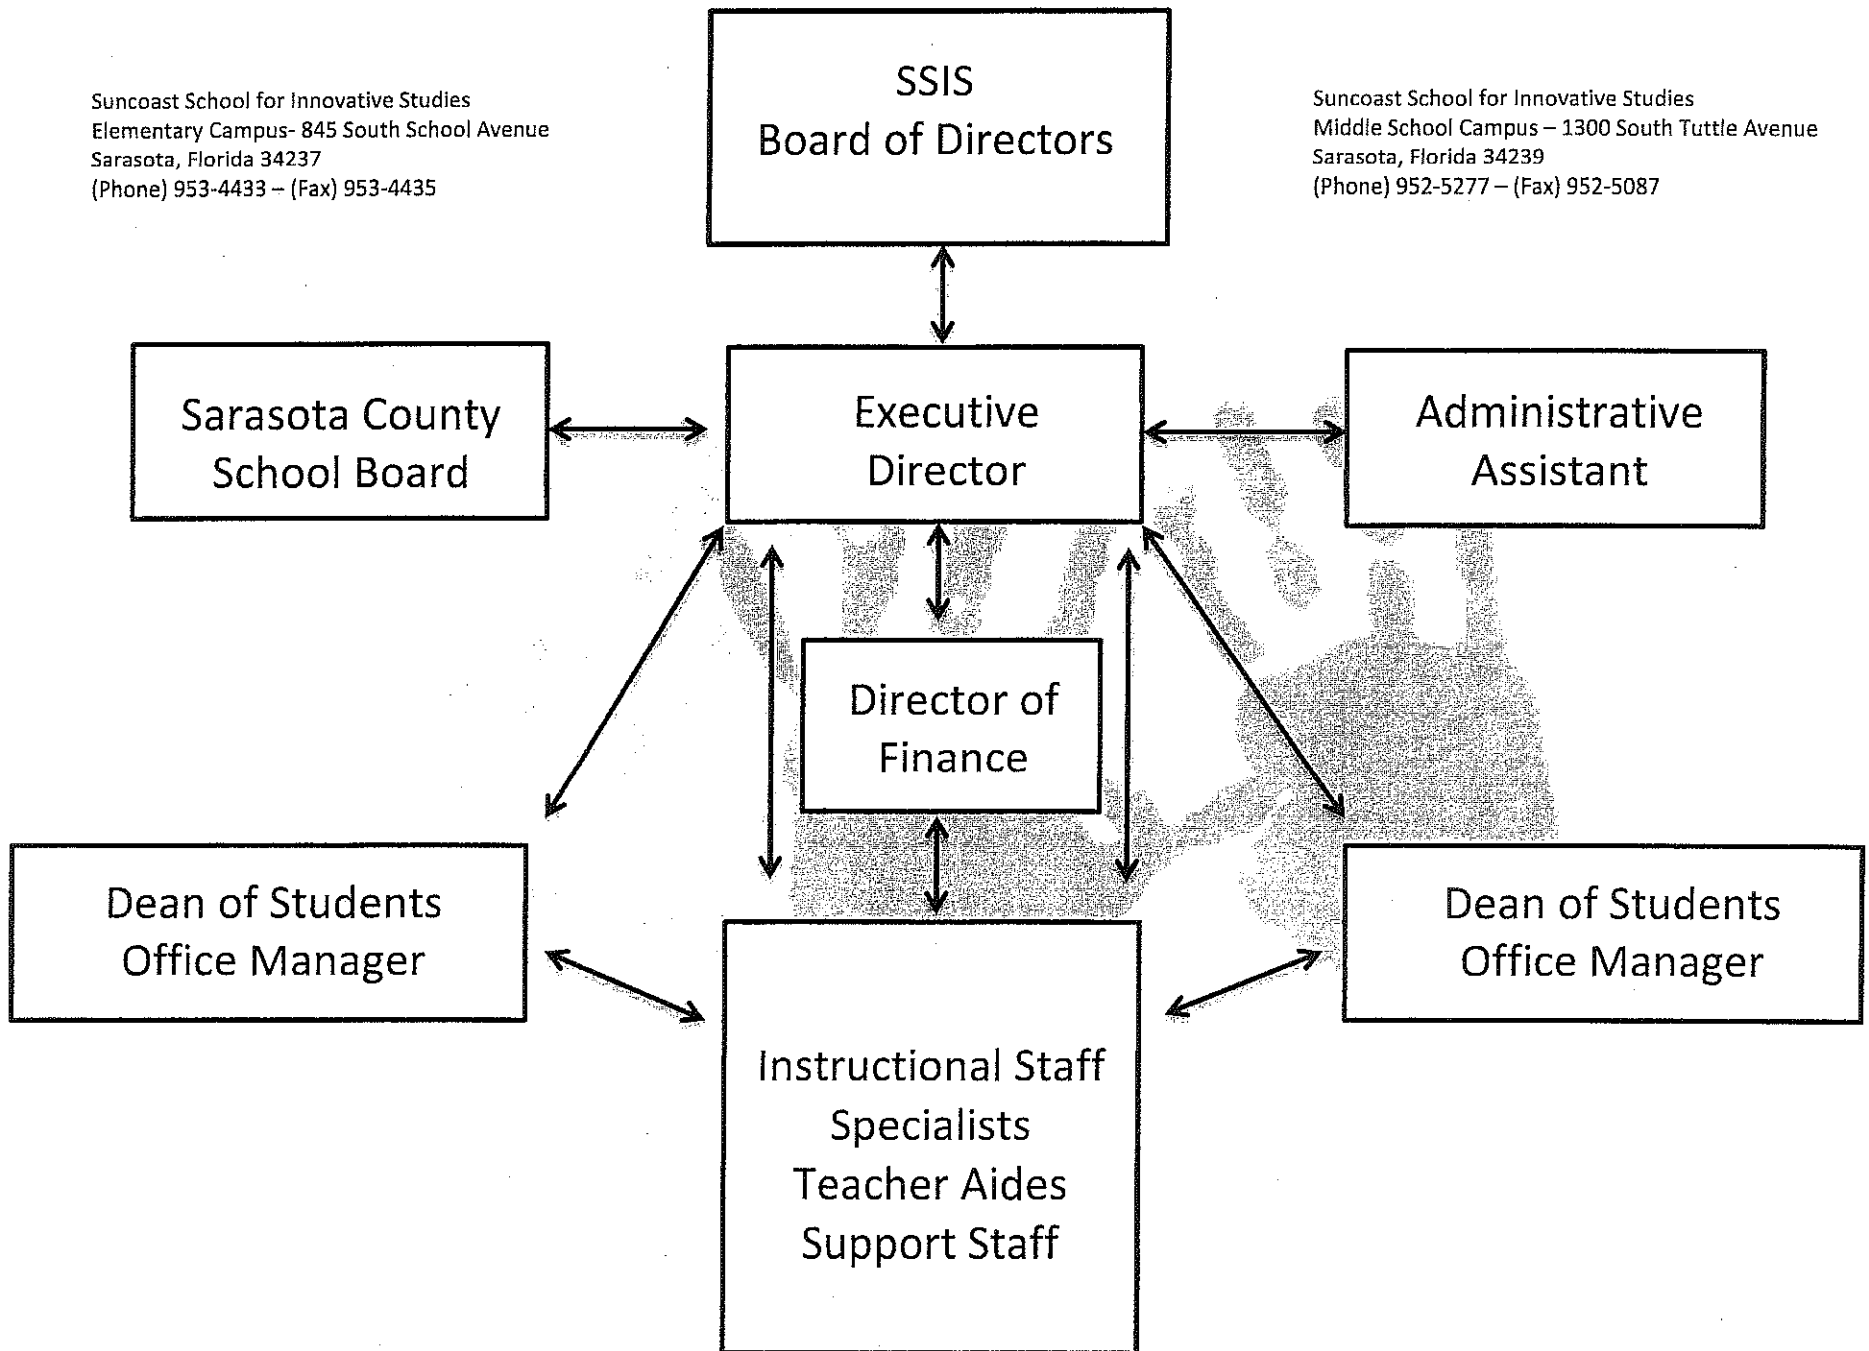 Suncoast School for Innovative Studies
Elementary Campus- 845 South School Avenue
Sarasota, Florida 34237
(Phone) 953-4433 – (Fax) 953-4435
SSIS
Board of Directors
Suncoast School for Innovative Studies
Middle School Campus – 1300 South Tuttle Avenue
Sarasota, Florida 34239
(Phone) 952-5277 – (Fax) 952-5087
Sarasota County
School Board
Executive
Director
Administrative
Assistant
Director of
Finance
Dean of Students
Office Manager
Dean of Students
Office Manager
Instructional Staff
Specialists
Teacher Aides
Support Staff